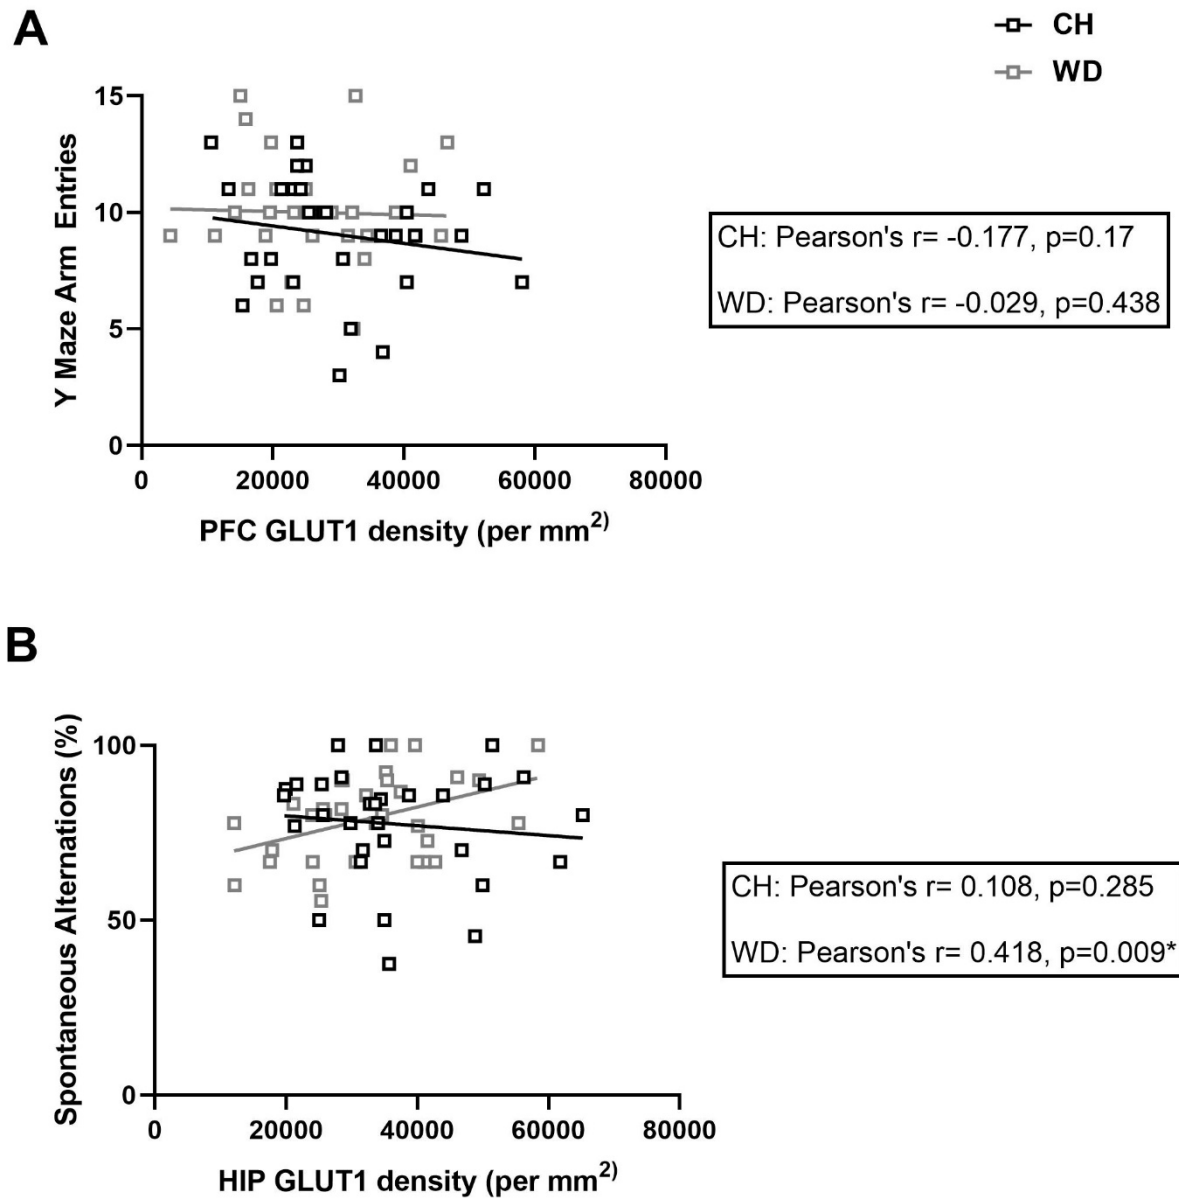 A
CH
WD
15
10
5
0
Y Maze Arm Entries
0 20000 40000 60000 80000
PFC GLUT1 density (per mm²)
CH: Pearson's r= -0.177, p=0.17
WD: Pearson's r= -0.029, p=0.438
B
100
50
0
Spontaneous Alternations (%)
0 20000 40000 60000 80000
HIP GLUT1 density (per mm²)
CH: Pearson's r= 0.108, p=0.285
WD: Pearson's r= 0.418, p=0.009*